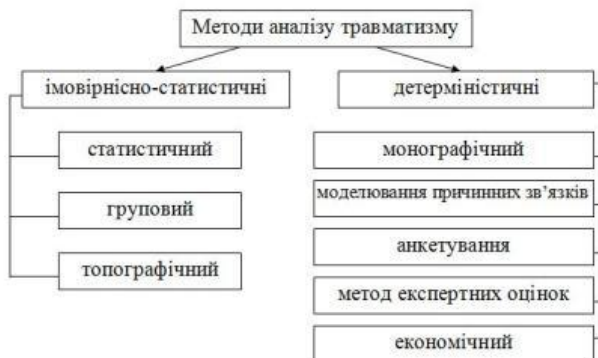 Методи аналізу травматизму
імовірнісно-статистичні
детерміністичні
статистичний
груповий
топографічний
монографічний
моделювання причинних зв’язків
анкетування
метод експертних оцінок
економічний